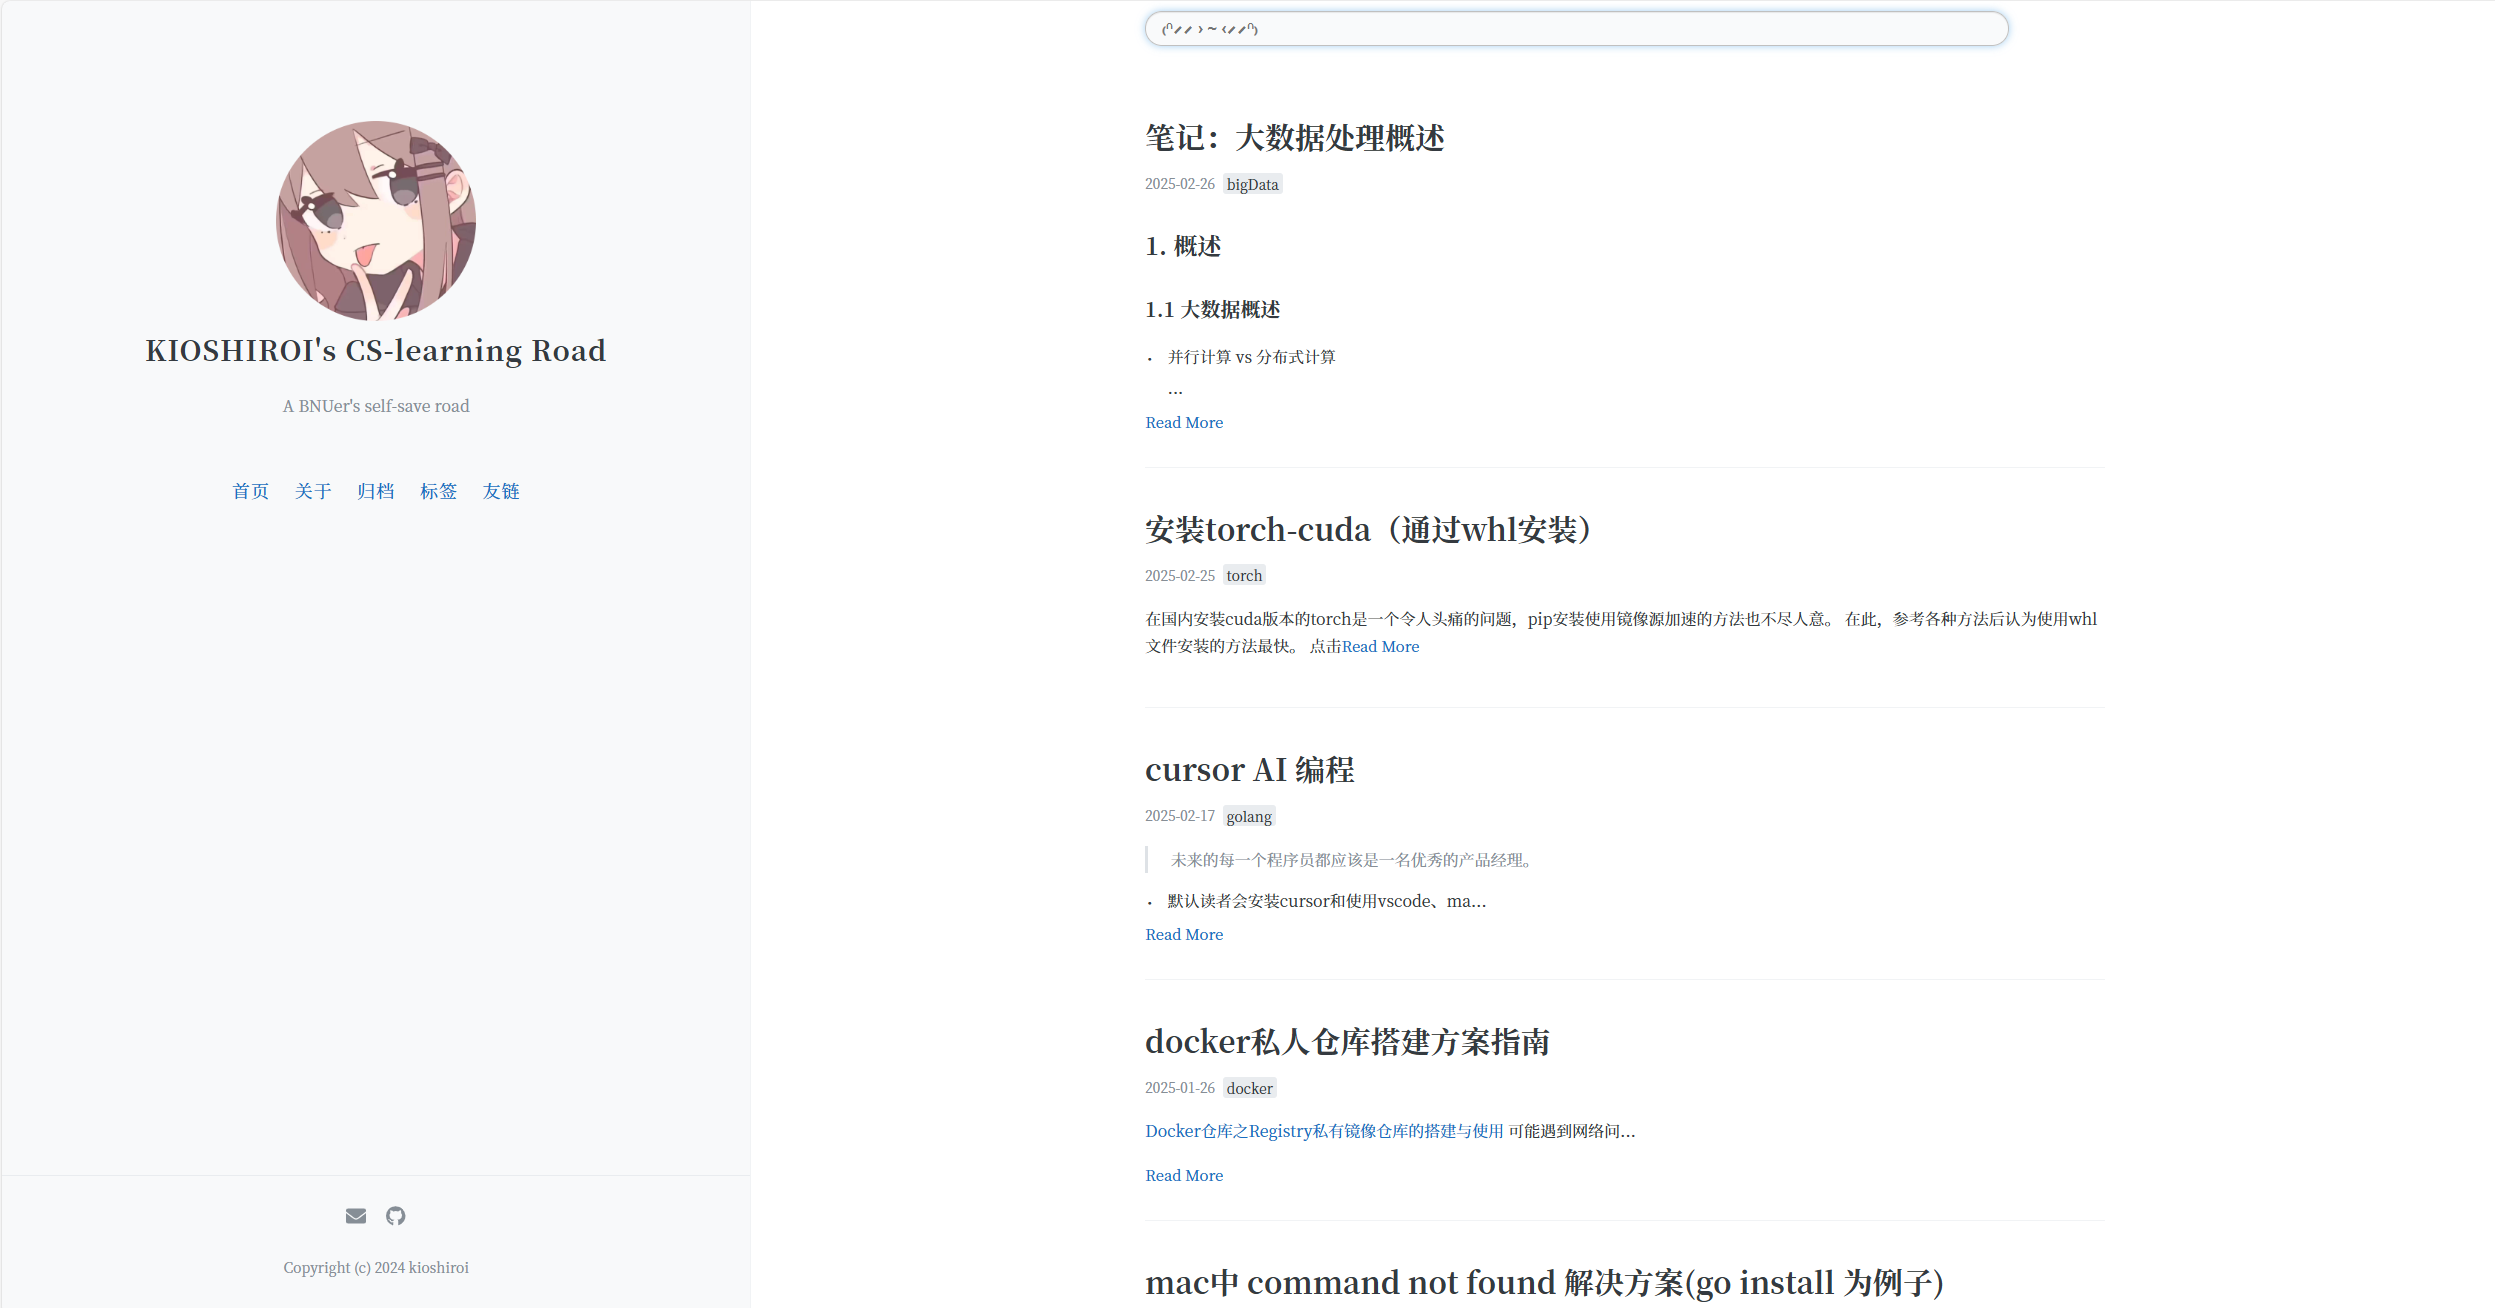 KIOSHIROI's CS-learning Road
A BNUer's self-save road
首页 关于 归档 标签 友链
Copyright (c) 2024 kioshiroi
笔记：大数据处理概述
2025-02-26 bigData
1. 概述
1.1 大数据概述
• 并行计算 vs 分布式计算
...
Read More
安装torch-cuda（通过whl安装）
2025-02-25 torch
在国内安装cuda版本的torch是一个令人头痛的问题，pip安装使用镜像源加速的方法也不尽人意。 在此，参考各种方法后认为使用whl
文件安装的方法最快。 点击Read More
cursor AI 编程
2025-02-17 golang
未来的每一个程序员都应该是一名优秀的产品经理。
• 默认读者会安装cursor和使用vscode、ma...
Read More
docker私人仓库搭建方案指南
2025-01-26 docker
Docker仓库之Registry私有镜像仓库的搭建与使用 可能遇到网络问...
Read More
mac中 command not found 解决方案(go install 为例子)